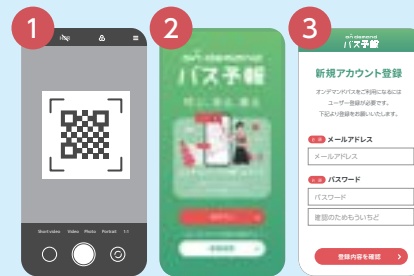 1
Short video Video Photo Portrait 1:1
2
on demand
バス予報
3
on demand
バス予報
新規アカウント登録
オンデマンドバスをご利用になるには
ユーザー登録が必要です。
下記より登録をお願いいたします。
メールアドレス
メールアドレス
パスワード
パスワード
確認のためもういちど
登録内容を確認